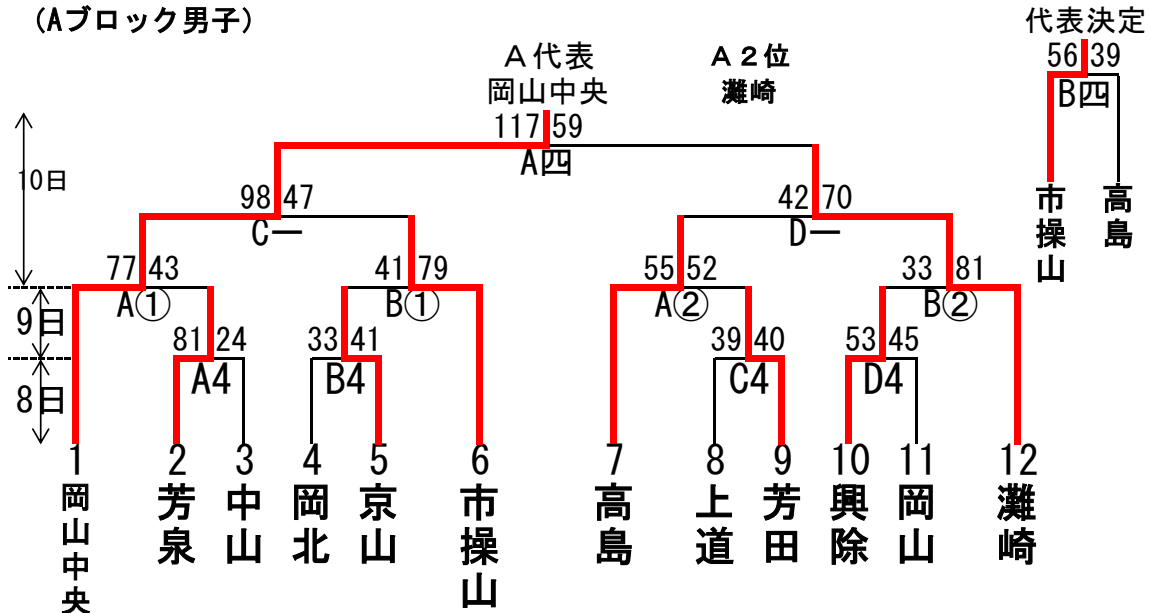 (Aブロック男子)
代表決定
56 39
B四
市操山
高島
A代表
岡山中央
A2位
灘崎
117 59
A四
10日
98 47
C一
42 70
D一
77 43
A①
41 79
B①
55 52
A②
33 81
B②
9日
81 24
A4
33 41
B4
39 40
C4
53 45
D4
8日
1 2 3 4 5 6 7 8 9 10 11 12
岡山中央
芳泉
中山
岡北
京山
市操山
高島
上道
芳田
興除
岡山
灘崎